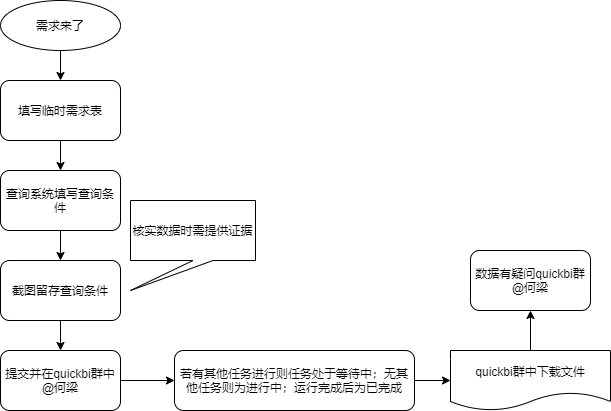 需求来了
填写临时需求表
查询系统填写查询条
件
核实数据时需提供证据
截图留存查询条件
数据有疑问quickbi群
@何梁
提交并在quickbi群中
@何梁
若有其他任务进行则任务处于等待中；无其
他任务则为进行中；运行完成后为已完成
quickbi群中下载文件